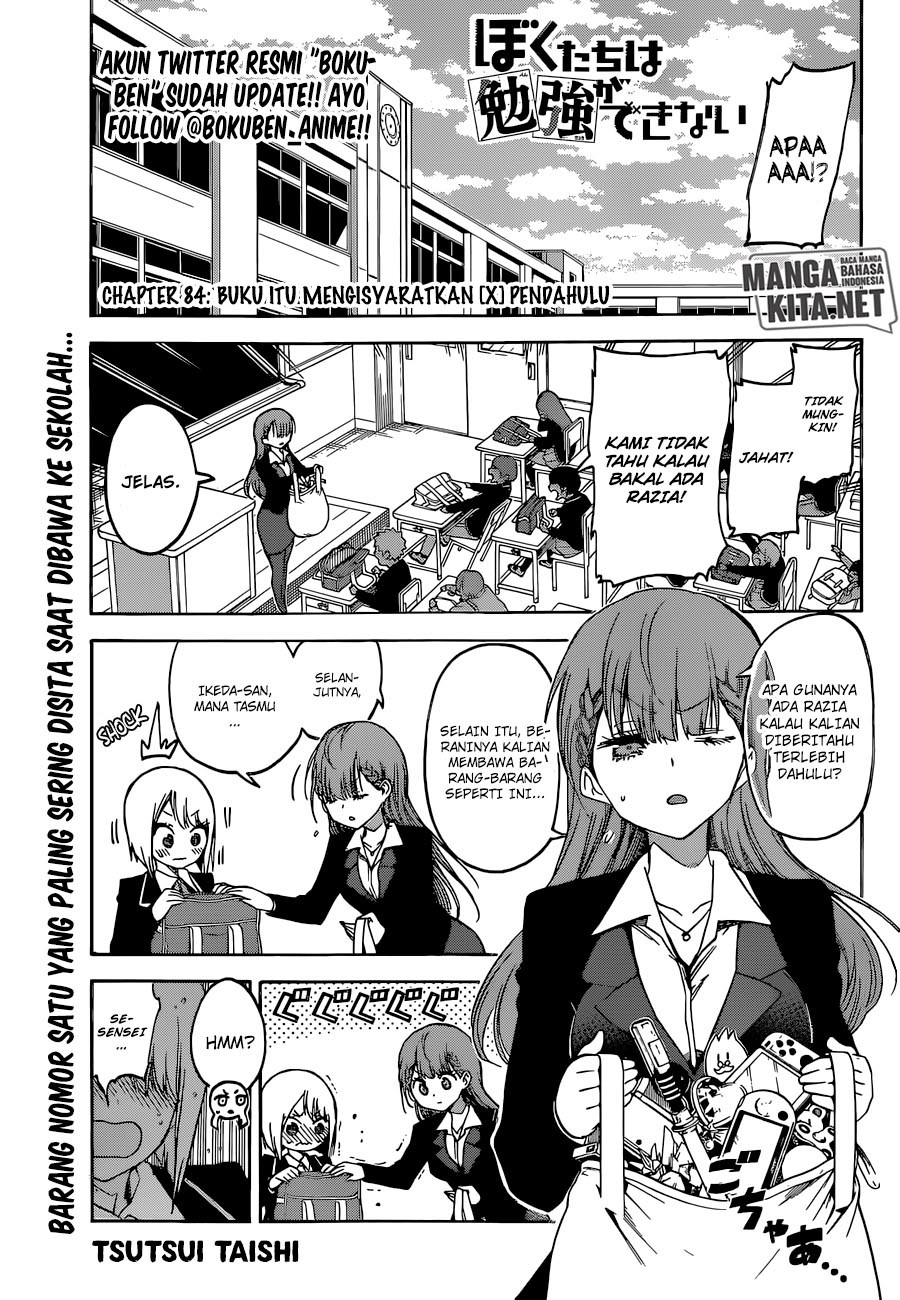 AKUN TWITTER RESMI "BOKU-
BEN" SUDAH UPDATE!! AYO
FOLLOW @BOKUBEN_ANIME!!
ぼくたちは
勉強ができない
APAA
AAA!?
MANGA
KITA.NET
BACA MANGA
BAHASA
INDONESIA
CHAPTER 84: BUKU ITU MENGISYARATKAN [X] PENDAHULU
TIDAK
MUNG-
KIN!
JAHAT!
KAMI TIDAK
TAHU KALAU
BAKAL ADA
RAZIA!
JELAS.
APA GUNANYA
ADA RAZIA
KALAU KALIAN
DIBERITAHU
TERLEBIH
DAHULU?
SELAIN ITU, BE-
RANINYA KALIAN
MEMBAWA BA-
RANG-BARANG
SEPERTI INI...
SELAN-
JUTNYA,
IKEDA-SAN,
MANA TASMU
...
SHOCK
ごちゃぁ…
ぐぐぐぐぐ
HMM?
SE-
SENSEI
...
BARANG NOMOR SATU YANG PALING SERING DISITA SAAT DIBAWA KE SEKOLAH...
TSUTSUI TAISHI